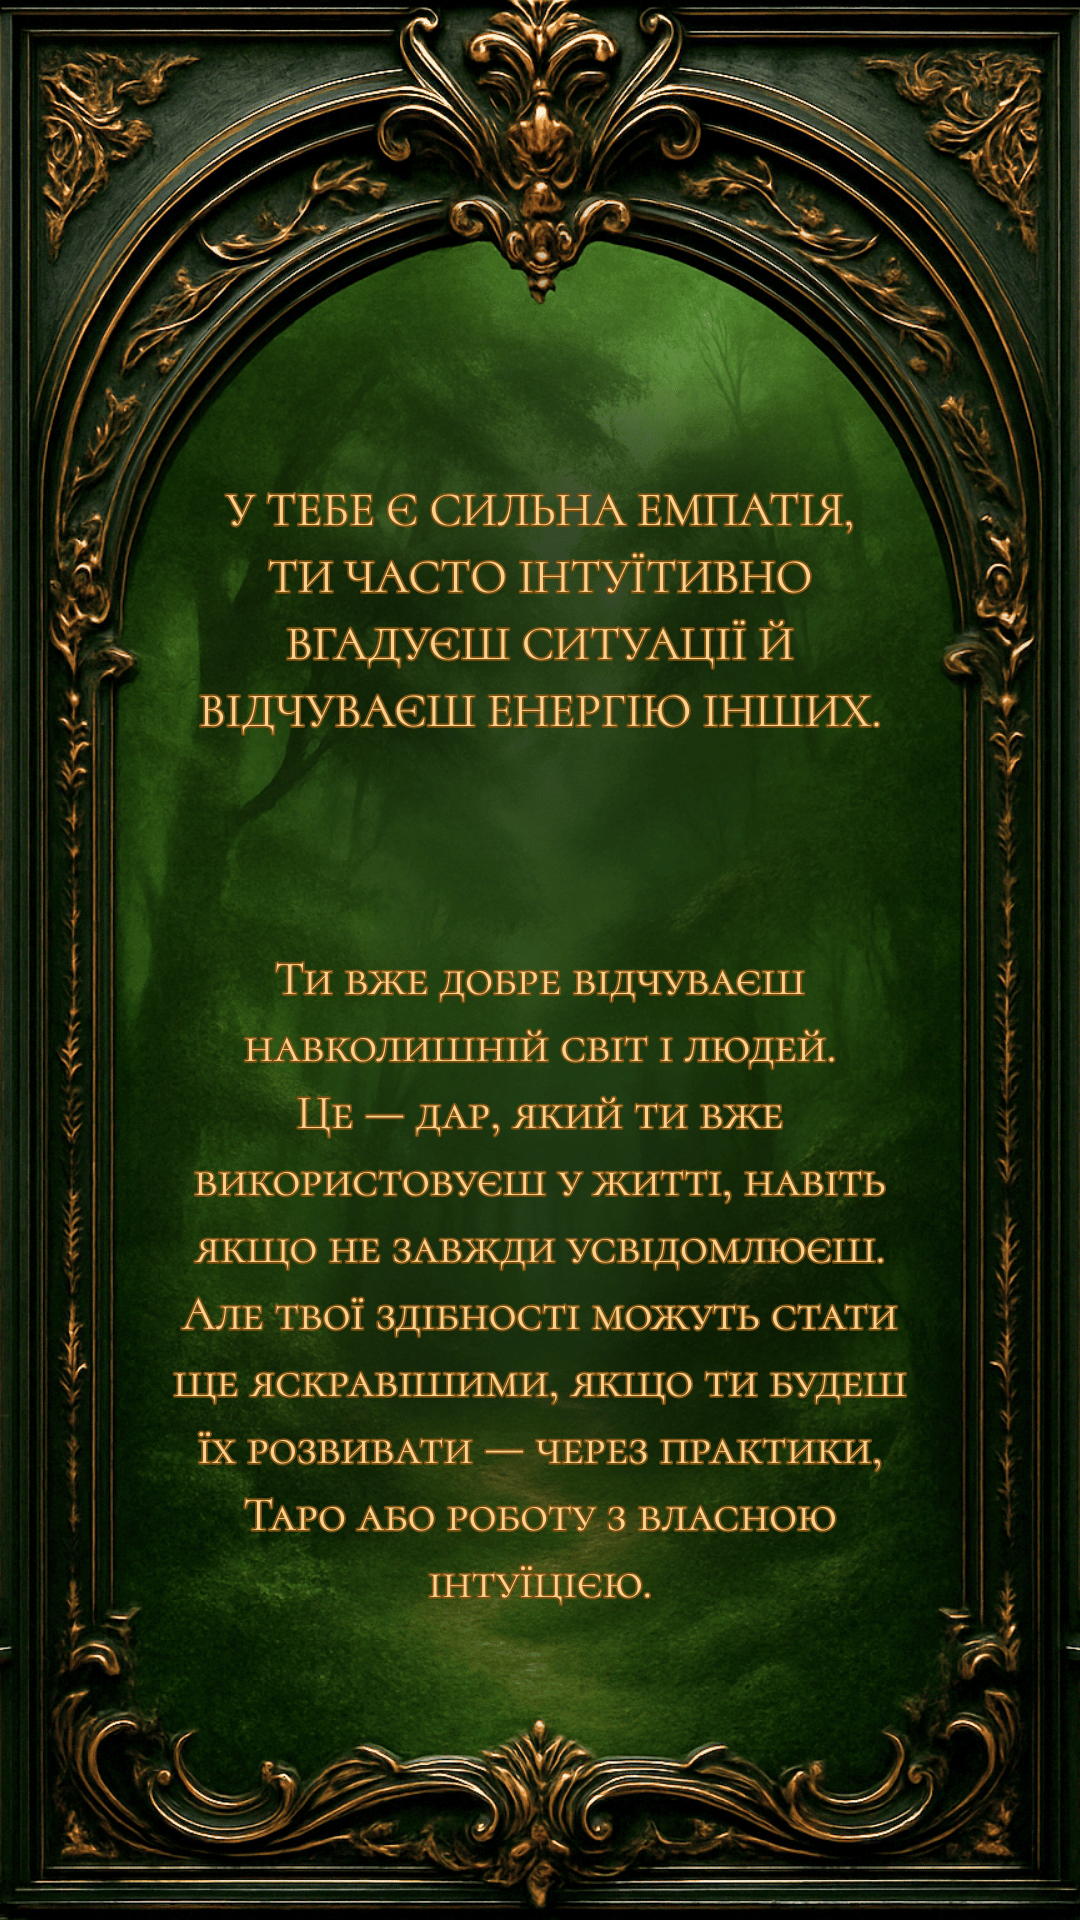 У ТЕБЕ Є СИЛЬНА ЕМПАТІЯ,
ТИ ЧАСТО ІНТУЇТИВНО
ВГАДУЄШ СИТУАЦІЇ Й
ВІДЧУВАЄШ ЕНЕРГІЮ ІНШИХ.
Ти вже добре відчуваєш
навколишній світ і людей.
Це — дар, який ти вже
використовуєш у житті, навіть
якщо не завжди усвідомлюєш.
Але твої здібності можуть стати
ще яскравішими, якщо ти будеш
їх розвивати — через практики,
Таро або роботу з власною
інтуїцією.